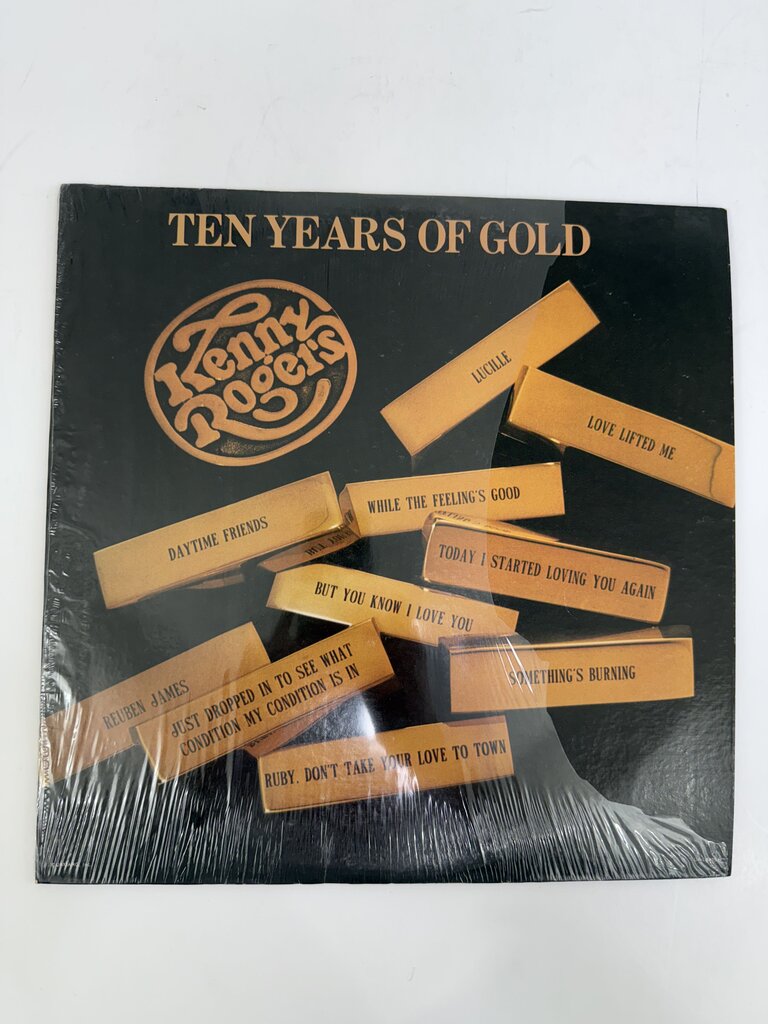 TEN YEARS OF GOLD
Kenny
Rogers
LUCILLE
LOVE LIFTED ME
WHILE THE FEELING'S GOOD
DAYTIME FRIENDS
TODAY I STARTED LOVING YOU AGAIN
BUT YOU KNOW I LOVE YOU
SOMETHING'S BURNING
REUBEN JAMES
JUST DROPPED IN TO SEE WHAT
CONDITION MY CONDITION IS IN
RUBY. DON'T TAKE YOUR LOVE TO TOWN